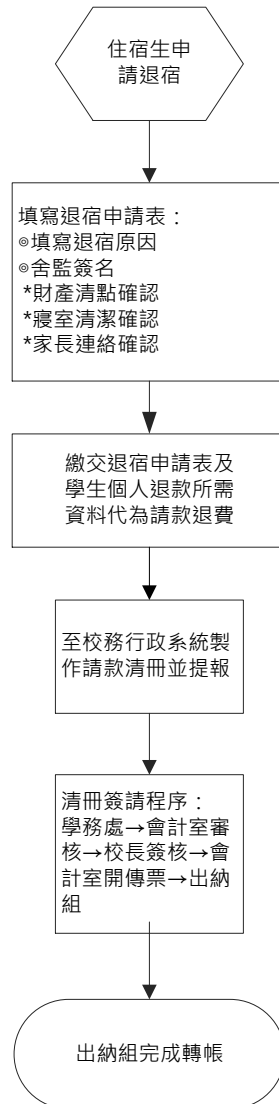 住宿生申
請退宿
填寫退宿申請表：
◎填寫退宿原因
◎舍監簽名
*財產清點確認
*寢室清潔確認
*家長連絡確認
繳交退宿申請表及
學生個人退款所需
資料代為請款退費
至校務行政系統製
作請款清冊並提報
清冊簽請程序：
學務處→會計室審
核→校長簽核→會
計室開傳票→出納
組
出納組完成轉帳